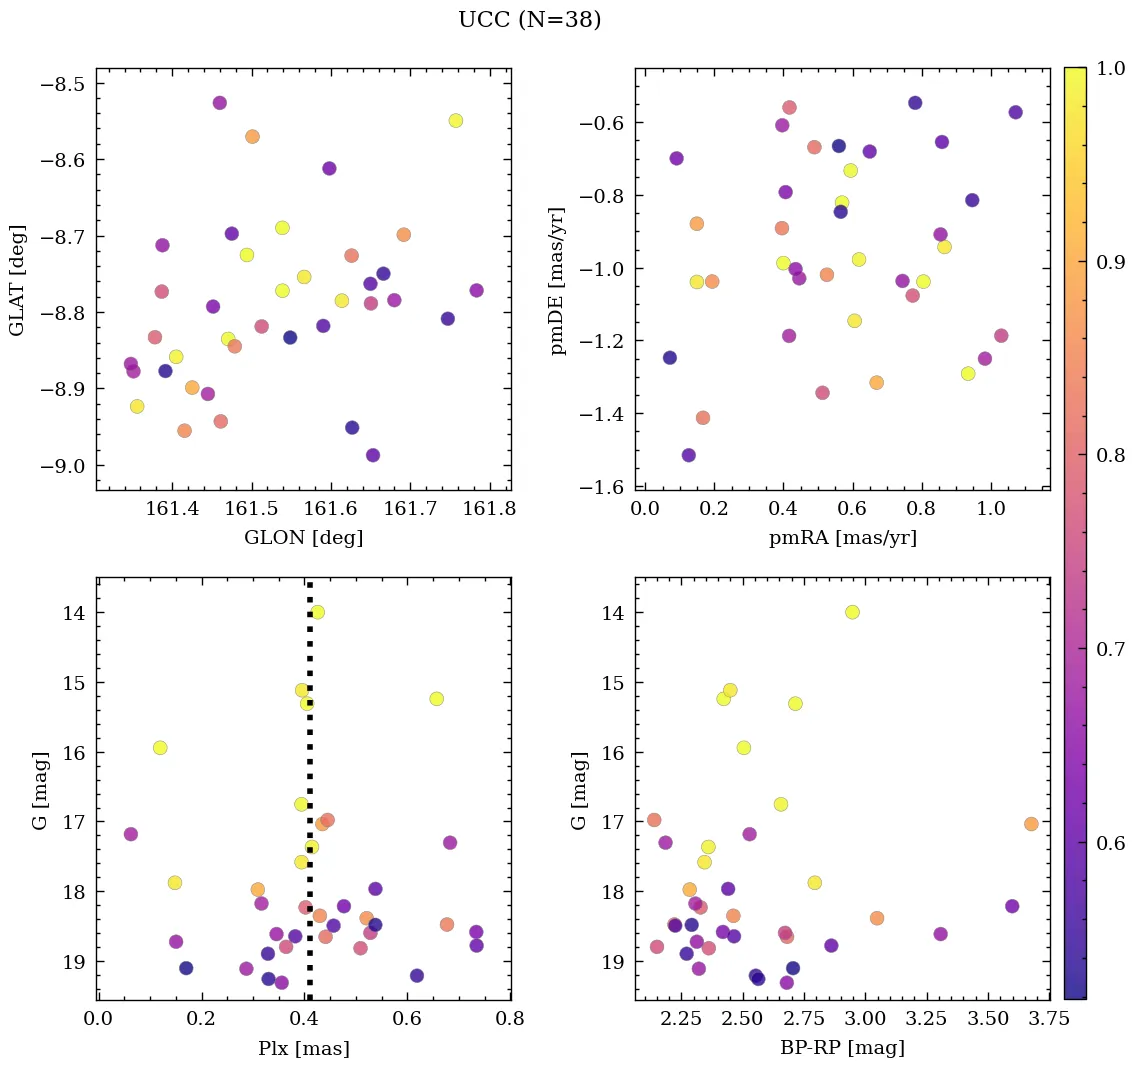 UCC (N=38)
−8.5
−8.6
−8.7
−8.8
−8.9
−9.0
GLAT [deg]
161.4 161.5 161.6 161.7 161.8
GLON [deg]
−0.6
−0.8
−1.0
−1.2
−1.4
−1.6
pmDE [mas/yr]
0.0 0.2 0.4 0.6 0.8 1.0
pmRA [mas/yr]
14
15
16
17
18
19
G [mag]
0.0 0.2 0.4 0.6 0.8
Plx [mas]
14
15
16
17
18
19
G [mag]
2.25 2.50 2.75 3.00 3.25 3.50 3.75
BP-RP [mag]
1.0
0.9
0.8
0.7
0.6